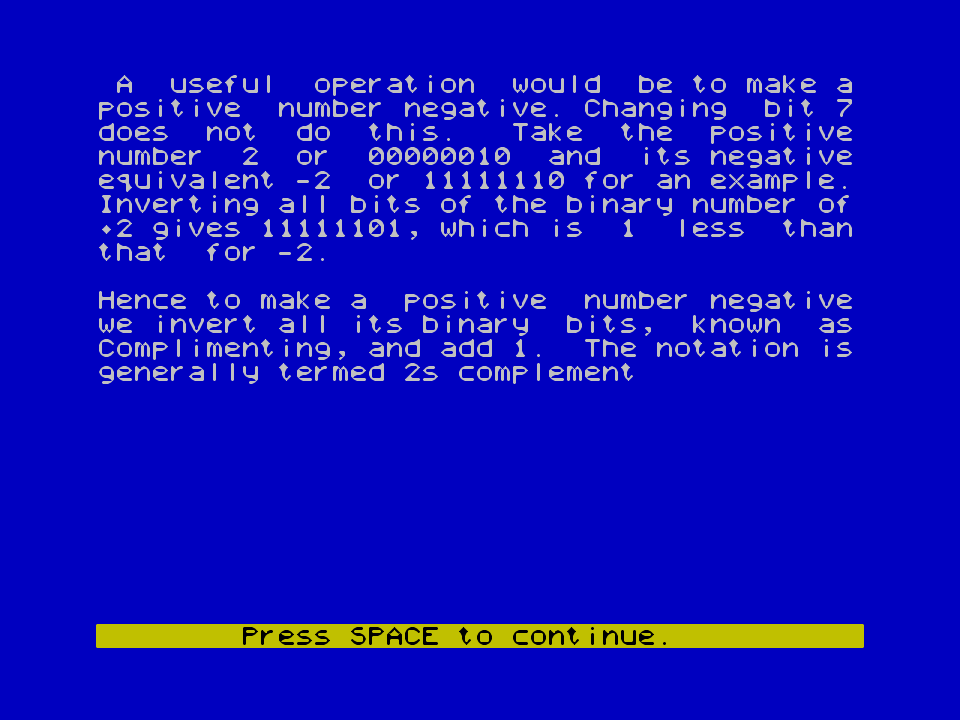 A useful operation would be to make a
positive number negative. Changing bit 7
does not do this. Take the positive
number 2 or 00000010 and its negative
equivalent -2 or 11111110 for an example.
Inverting all bits of the binary number of
+2 gives 11111101, which is 1 less than
that for -2.
Hence to make a positive number negative
we invert all its binary bits, known as
Complimenting, and add 1. The notation is
generally termed 2s complement
Press SPACE to continue.